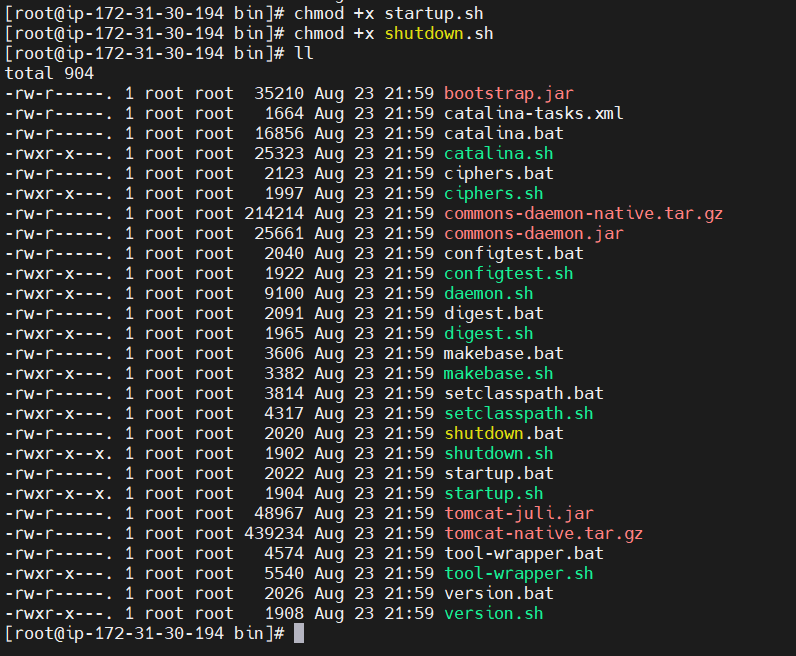 [root@ip-172-31-30-194 bin]# chmod +x startup.sh
[root@ip-172-31-30-194 bin]# chmod +x shutdown.sh
[root@ip-172-31-30-194 bin]# ll
total 904
-rw-r-----. 1 root root  35210 Aug 23 21:59 bootstrap.jar
-rw-r-----. 1 root root   1664 Aug 23 21:59 catalina-tasks.xml
-rw-r-----. 1 root root  16856 Aug 23 21:59 catalina.bat
-rwxr-x---. 1 root root  25323 Aug 23 21:59 catalina.sh
-rw-r-----. 1 root root   2123 Aug 23 21:59 ciphers.bat
-rwxr-x---. 1 root root   1997 Aug 23 21:59 ciphers.sh
-rw-r-----. 1 root root 214214 Aug 23 21:59 commons-daemon-native.tar.gz
-rw-r-----. 1 root root  25661 Aug 23 21:59 commons-daemon.jar
-rw-r-----. 1 root root   2040 Aug 23 21:59 configtest.bat
-rwxr-x---. 1 root root   1922 Aug 23 21:59 configtest.sh
-rwxr-x---. 1 root root   9100 Aug 23 21:59 daemon.sh
-rw-r-----. 1 root root   2091 Aug 23 21:59 digest.bat
-rwxr-x---. 1 root root   1965 Aug 23 21:59 digest.sh
-rw-r-----. 1 root root   3606 Aug 23 21:59 makebase.bat
-rwxr-x---. 1 root root   3382 Aug 23 21:59 makebase.sh
-rw-r-----. 1 root root   3814 Aug 23 21:59 setclasspath.bat
-rwxr-x---. 1 root root   4317 Aug 23 21:59 setclasspath.sh
-rw-r-----. 1 root root   2020 Aug 23 21:59 shutdown.bat
-rwxr-x--x. 1 root root   1902 Aug 23 21:59 shutdown.sh
-rw-r-----. 1 root root   2022 Aug 23 21:59 startup.bat
-rwxr-x--x. 1 root root   1904 Aug 23 21:59 startup.sh
-rw-r-----. 1 root root  48967 Aug 23 21:59 tomcat-juli.jar
-rw-r-----. 1 root root 439234 Aug 23 21:59 tomcat-native.tar.gz
-rw-r-----. 1 root root   4574 Aug 23 21:59 tool-wrapper.bat
-rwxr-x---. 1 root root   5540 Aug 23 21:59 tool-wrapper.sh
-rw-r-----. 1 root root   2026 Aug 23 21:59 version.bat
-rwxr-x---. 1 root root   1908 Aug 23 21:59 version.sh
[root@ip-172-31-30-194 bin]#